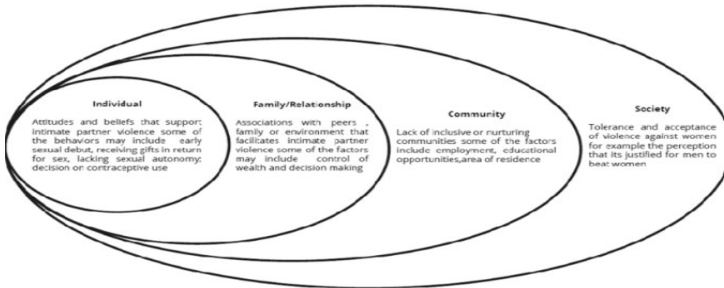 Individual
Attitudes and beliefs that support
intimate partner violence some of
the behaviors may include early
sexual debut, receiving gifts in return
for sex, lacking sexual autonomy;
decision on contraceptive use
Family/Relationship
Associations with peers ,
family or environment that
facilitates intimate partner
violence some of the factors
may include control of
wealth and decision making
Community
Lack of inclusive or nurturing
communities some of the factors
include employment, educational
opportunities,area of residence
Society
Tolerance and acceptance
of violence against women
for example the perception
that its justified for men to
beat women